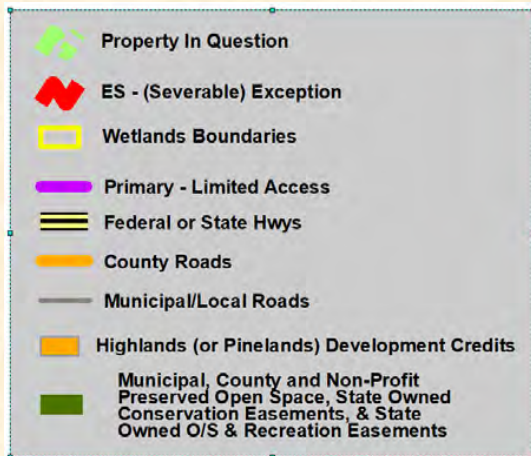 Property In Question
ES - (Severable) Exception
Wetlands Boundaries
Primary - Limited Access
Federal or State Hwys
County Roads
Municipal/Local Roads
Highlands (or Pinelands) Development Credits
Municipal, County and Non-Profit
Preserved Open Space, State Owned
Conservation Easements, & State
Owned O/S & Recreation Easements